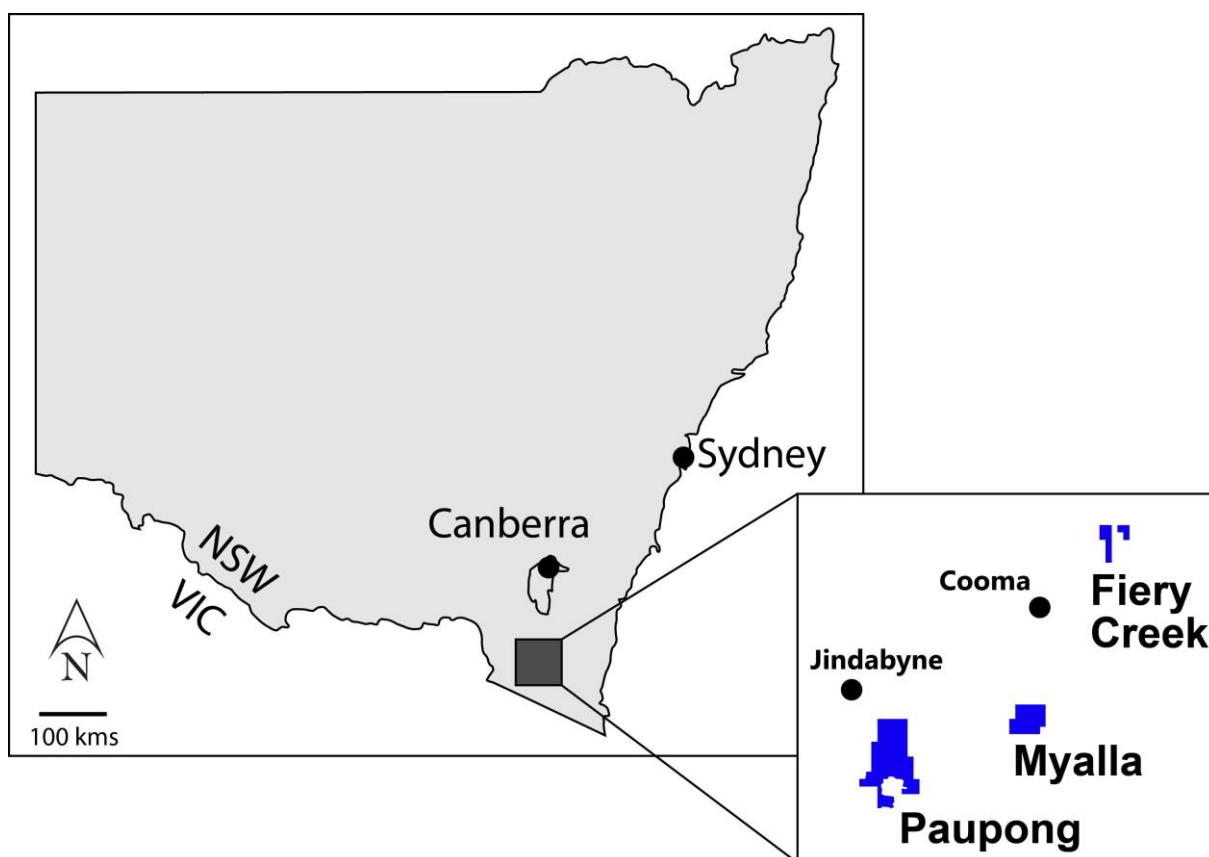 Sydney
Canberra
NSW
VIC
N
100 kms
Cooma
Fiery
Creek
Jindabyne
Myalla
Paupong